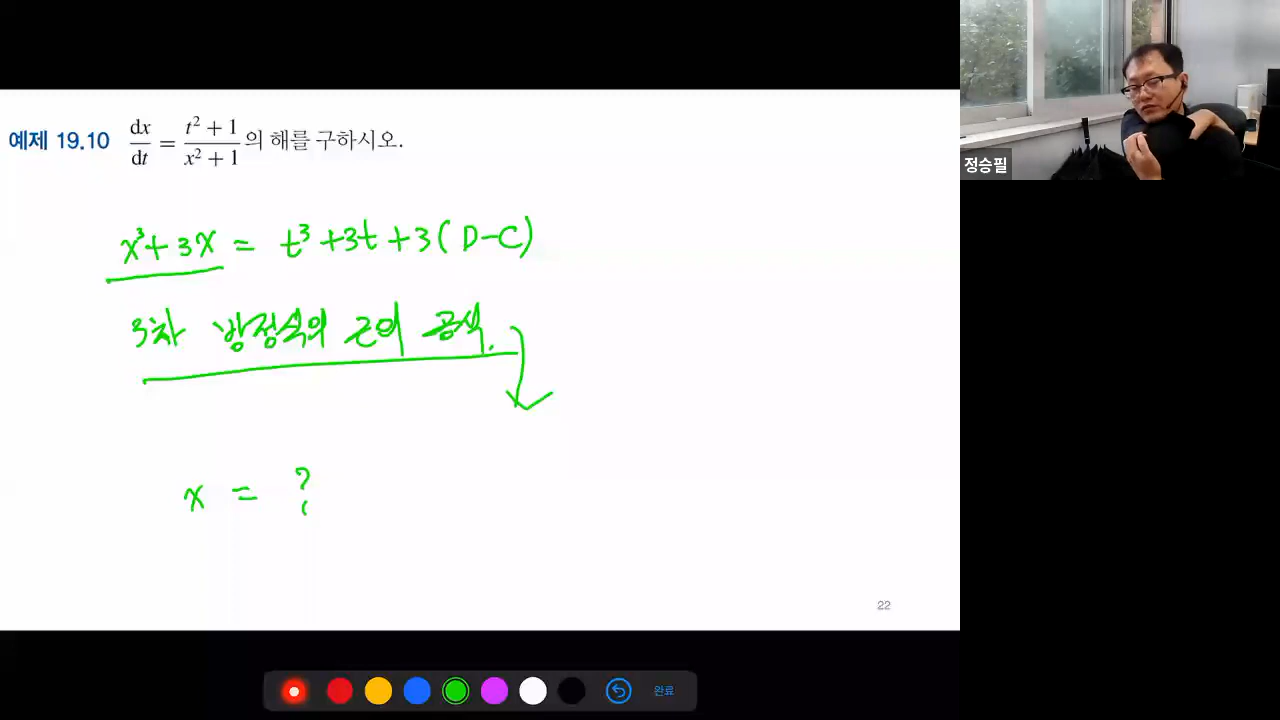 예제 19.10 dx/dt = t² + 1/x² + 1 의 해를 구하시오.
x³ + 3x = t³ + 3t + 3 ( D - C )
3차 방정식의 근의 공식.
x = ?
22
정승필
완료